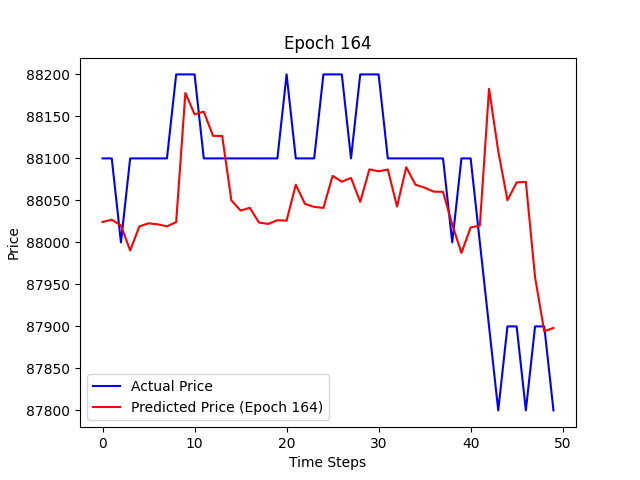 Epoch 164
88200
88150
88100
88050
88000
87950
87900
87850
87800
Price
Actual Price
Predicted Price (Epoch 164)
0 10 20 30 40 50
Time Steps